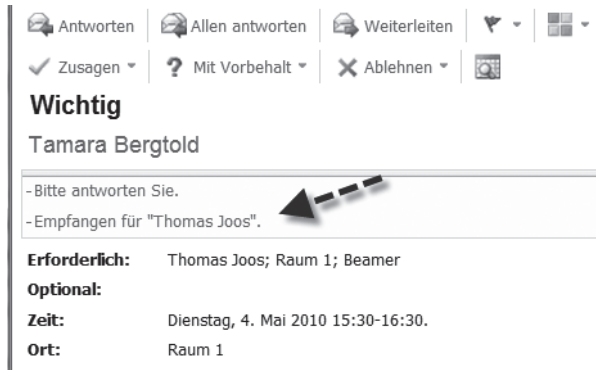 Antworten Allen antworten Weiterleiten
Zusagen ? Mit Vorbehalt Ablehnen
Wichtig
Tamara Bergtold
-Bitte antworten Sie.
-Empfangen für "Thomas Joos".
Erforderlich: Thomas Joos; Raum 1; Beamer
Optional:
Zeit: Dienstag, 4. Mai 2010 15:30-16:30.
Ort: Raum 1